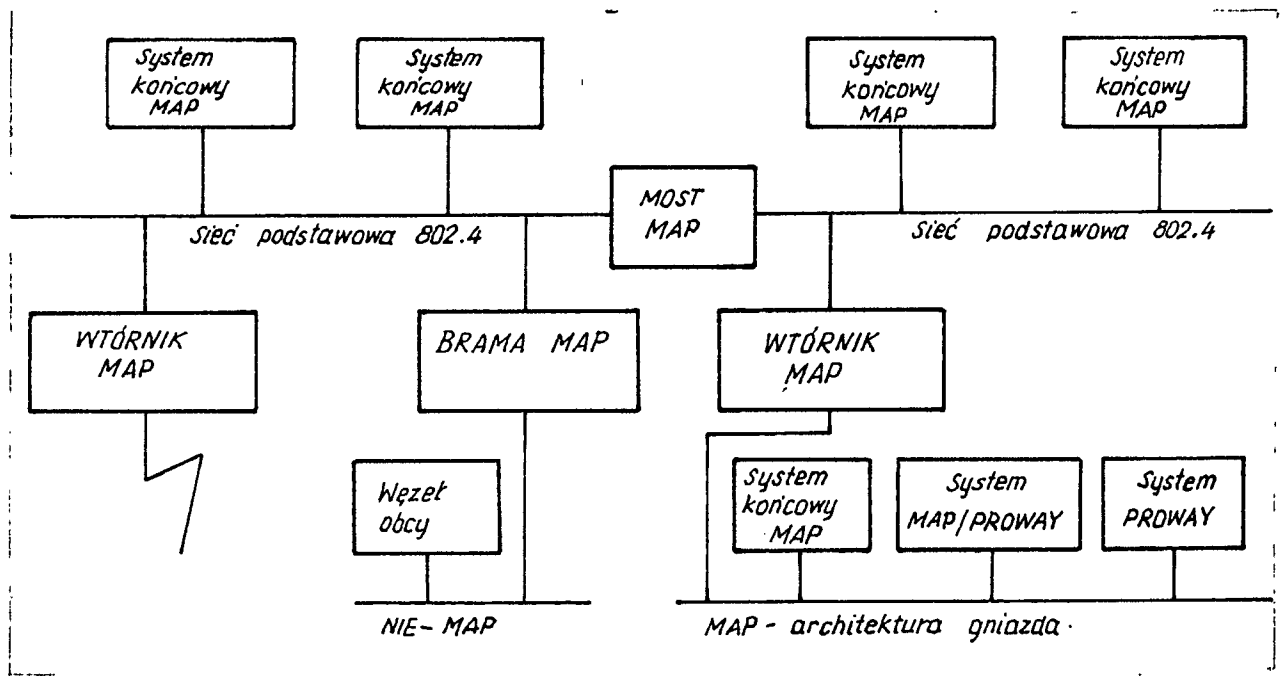 System
końcowy
MAP
System
końcowy
MAP
System
końcowy
MAP
System
końcowy
MAP
MOST
MAP
Sieć podstawowa 802.4
Sieć podstawowa 802.4
WTÓRNIK
MAP
BRAMA MAP
WTÓRNIK
MAP
Węzeł
obcy
System
końcowy
MAP
System
MAP/PROWAY
System
PROWAY
NIE-MAP
MAP - architektura gniazda